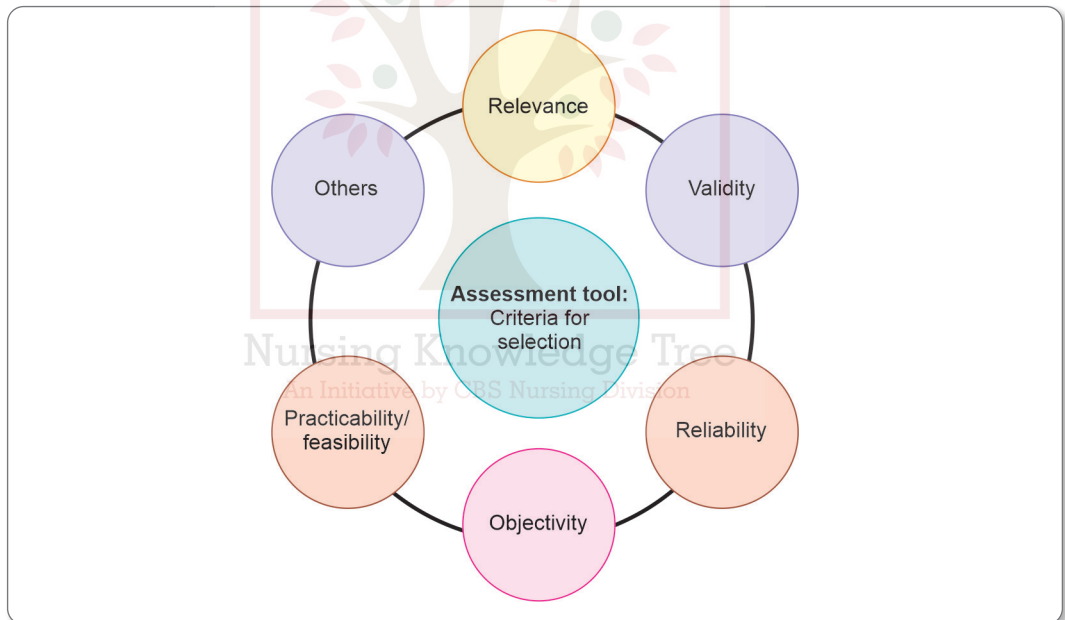 Relevance
Others
Validity
Assessment tool:
Criteria for
selection
Nursing Knowledge Tree
An Initiative by CBS Nursing Division
Practicability/
feasibility
Reliability
Objectivity